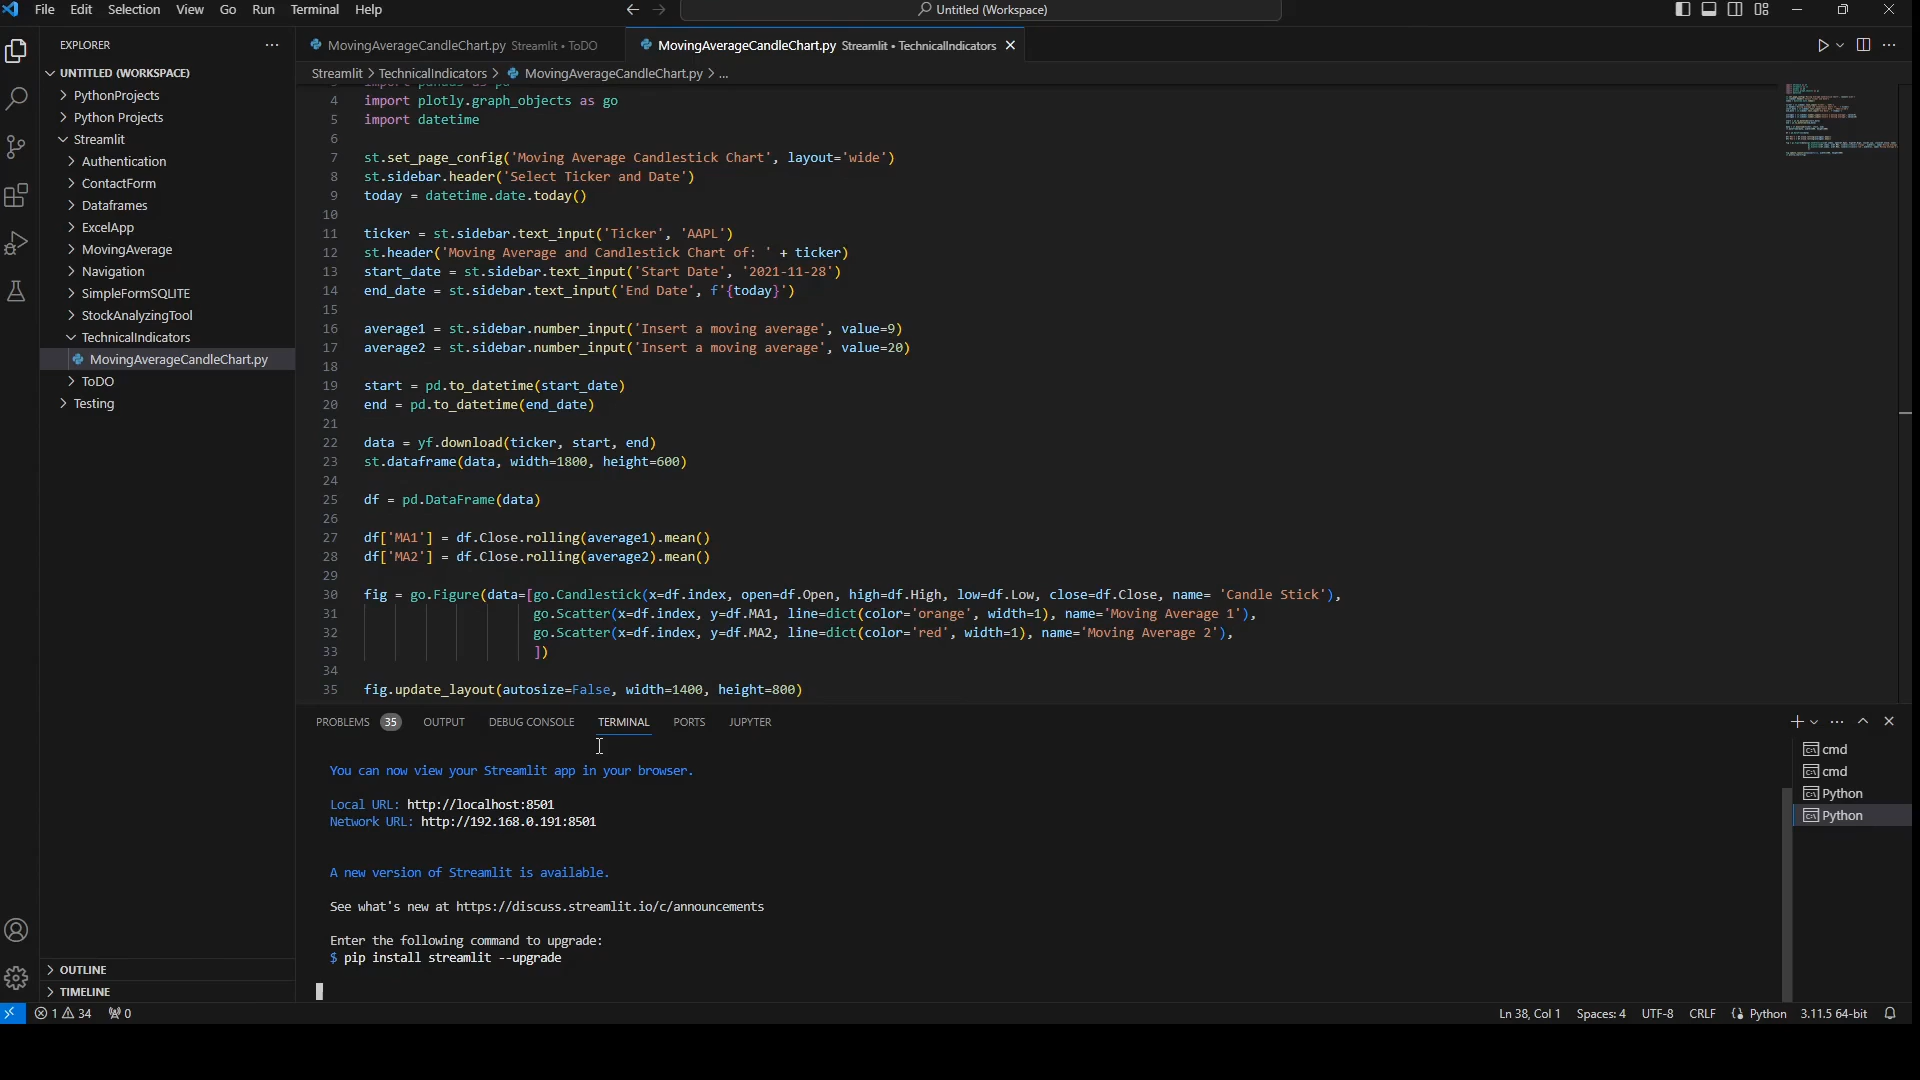 File Edit Selection View Go Run Terminal Help
Untitled (Workspace)
EXPLORER
MovingAverageCandleChart.py Streamlit • ToDO
MovingAverageCandleChart.py Streamlit • TechnicalIndicators
Streamlit > TechnicalIndicators > MovingAverageCandleChart.py > ...
UNTITLED (WORKSPACE)
PythonProjects
Python Projects
Streamlit
Authentication
ContactForm
Dataframes
ExcelApp
MovingAverage
Navigation
SimpleFormSQLITE
StockAnalyzingTool
TechnicalIndicators
MovingAverageCandleChart.py
ToDO
Testing
OUTLINE
TIMELINE
4 import plotly.graph_objects as go
5 import datetime
6
7 st.set_page_config('Moving Average Candlestick Chart', layout='wide')
8 st.sidebar.header('Select Ticker and Date')
9 today = datetime.date.today()
10
11 ticker = st.sidebar.text_input('Ticker', 'AAPL')
12 st.header('Moving Average and Candlestick Chart of: ' + ticker)
13 start_date = st.sidebar.text_input('Start Date', '2021-11-28')
14 end_date = st.sidebar.text_input('End Date', f'{today}')
15
16 average1 = st.sidebar.number_input('Insert a moving average', value=9)
17 average2 = st.sidebar.number_input('Insert a moving average', value=20)
18
19 start = pd.to_datetime(start_date)
20 end = pd.to_datetime(end_date)
21
22 data = yf.download(ticker, start, end)
23 st.dataframe(data, width=1800, height=600)
24
25 df = pd.DataFrame(data)
26
27 df['MA1'] = df.Close.rolling(average1).mean()
28 df['MA2'] = df.Close.rolling(average2).mean()
29
30 fig = go.Figure(data=[go.Candlestick(x=df.index, open=df.Open, high=df.High, low=df.Low, close=df.Close, name= 'Candle Stick'),
31 go.Scatter(x=df.index, y=df.MA1, line=dict(color='orange', width=1), name='Moving Average 1'),
32 go.Scatter(x=df.index, y=df.MA2, line=dict(color='red', width=1), name='Moving Average 2'),
33 ])
34
35 fig.update_layout(autosize=False, width=1400, height=800)
PROBLEMS 35 OUTPUT DEBUG CONSOLE TERMINAL PORTS JUPYTER
You can now view your Streamlit app in your browser.
Local URL: http://localhost:8501
Network URL: http://192.168.0.191:8501
A new version of Streamlit is available.
See what's new at https://discuss.streamlit.io/c/announcements
Enter the following command to upgrade:
$ pip install streamlit --upgrade
cmd
cmd
Python
Python
1 34 0
Ln 38, Col 1 Spaces: 4 UTF-8 CRLF Python 3.11.5 64-bit